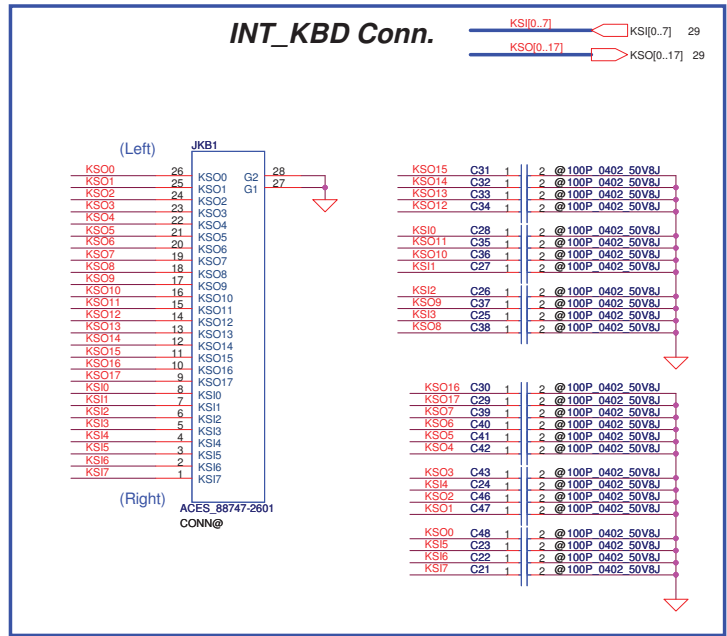 INT_KBD Conn.
KSI[0..7] KSI[0..7] 29
KSO[0..17] KSO[0..17] 29
(Left) JKB1
KSO0 26 KSO0 G2 28
KSO1 25 KSO1 G1 27
KSO2 24 KSO2
KSO3 23 KSO3
KSO4 22 KSO4
KSO5 21 KSO5
KSO6 20 KSO6
KSO7 19 KSO7
KSO8 18 KSO8
KSO9 17 KSO9
KSO10 16 KSO10
KSO11 15 KSO11
KSO12 14 KSO12
KSO13 13 KSO13
KSO14 12 KSO14
KSO15 11 KSO15
KSO16 10 KSO16
KSO17 9 KSO17
KSI0 8 KSI0
KSI1 7 KSI1
KSI2 6 KSI2
KSI3 5 KSI3
KSI4 4 KSI4
KSI5 3 KSI5
KSI6 2 KSI6
KSI7 1 KSI7
(Right) ACES_88747-2601
CONN@
KSO15 C31 1 2 @100P_0402_50V8J
KSO14 C32 1 2 @100P_0402_50V8J
KSO13 C33 1 2 @100P_0402_50V8J
KSO12 C34 1 2 @100P_0402_50V8J
KSI0 C28 1 2 @100P_0402_50V8J
KSO11 C35 1 2 @100P_0402_50V8J
KSO10 C36 1 2 @100P_0402_50V8J
KSI1 C27 1 2 @100P_0402_50V8J
KSI2 C26 1 2 @100P_0402_50V8J
KSO9 C37 1 2 @100P_0402_50V8J
KSI3 C25 1 2 @100P_0402_50V8J
KSO8 C38 1 2 @100P_0402_50V8J
KSO16 C30 1 2 @100P_0402_50V8J
KSO17 C29 1 2 @100P_0402_50V8J
KSO7 C39 1 2 @100P_0402_50V8J
KSO6 C40 1 2 @100P_0402_50V8J
KSO5 C41 1 2 @100P_0402_50V8J
KSO4 C42 1 2 @100P_0402_50V8J
KSO3 C43 1 2 @100P_0402_50V8J
KSI4 C24 1 2 @100P_0402_50V8J
KSO2 C46 1 2 @100P_0402_50V8J
KSO1 C47 1 2 @100P_0402_50V8J
KSO0 C48 1 2 @100P_0402_50V8J
KSI5 C23 1 2 @100P_0402_50V8J
KSI6 C22 1 2 @100P_0402_50V8J
KSI7 C21 1 2 @100P_0402_50V8J